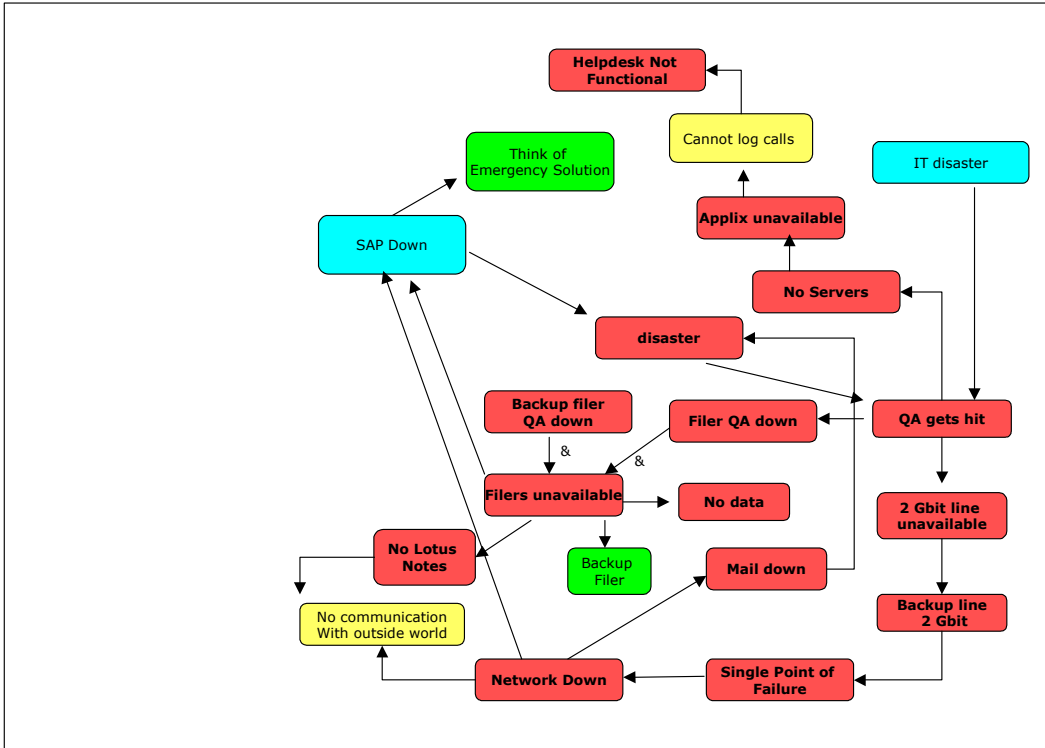 Helpdesk Not
Functional
Cannot log calls
Think of
Emergency Solution
IT disaster
Applix unavailable
SAP Down
No Servers
disaster
Backup filer
QA down
Filer QA down
QA gets hit
&
&
Filers unavailable
No data
2 Gbit line
unavailable
No Lotus
Notes
Backup
Filer
Mail down
Backup line
2 Gbit
No communication
With outside world
Network Down
Single Point of
Failure